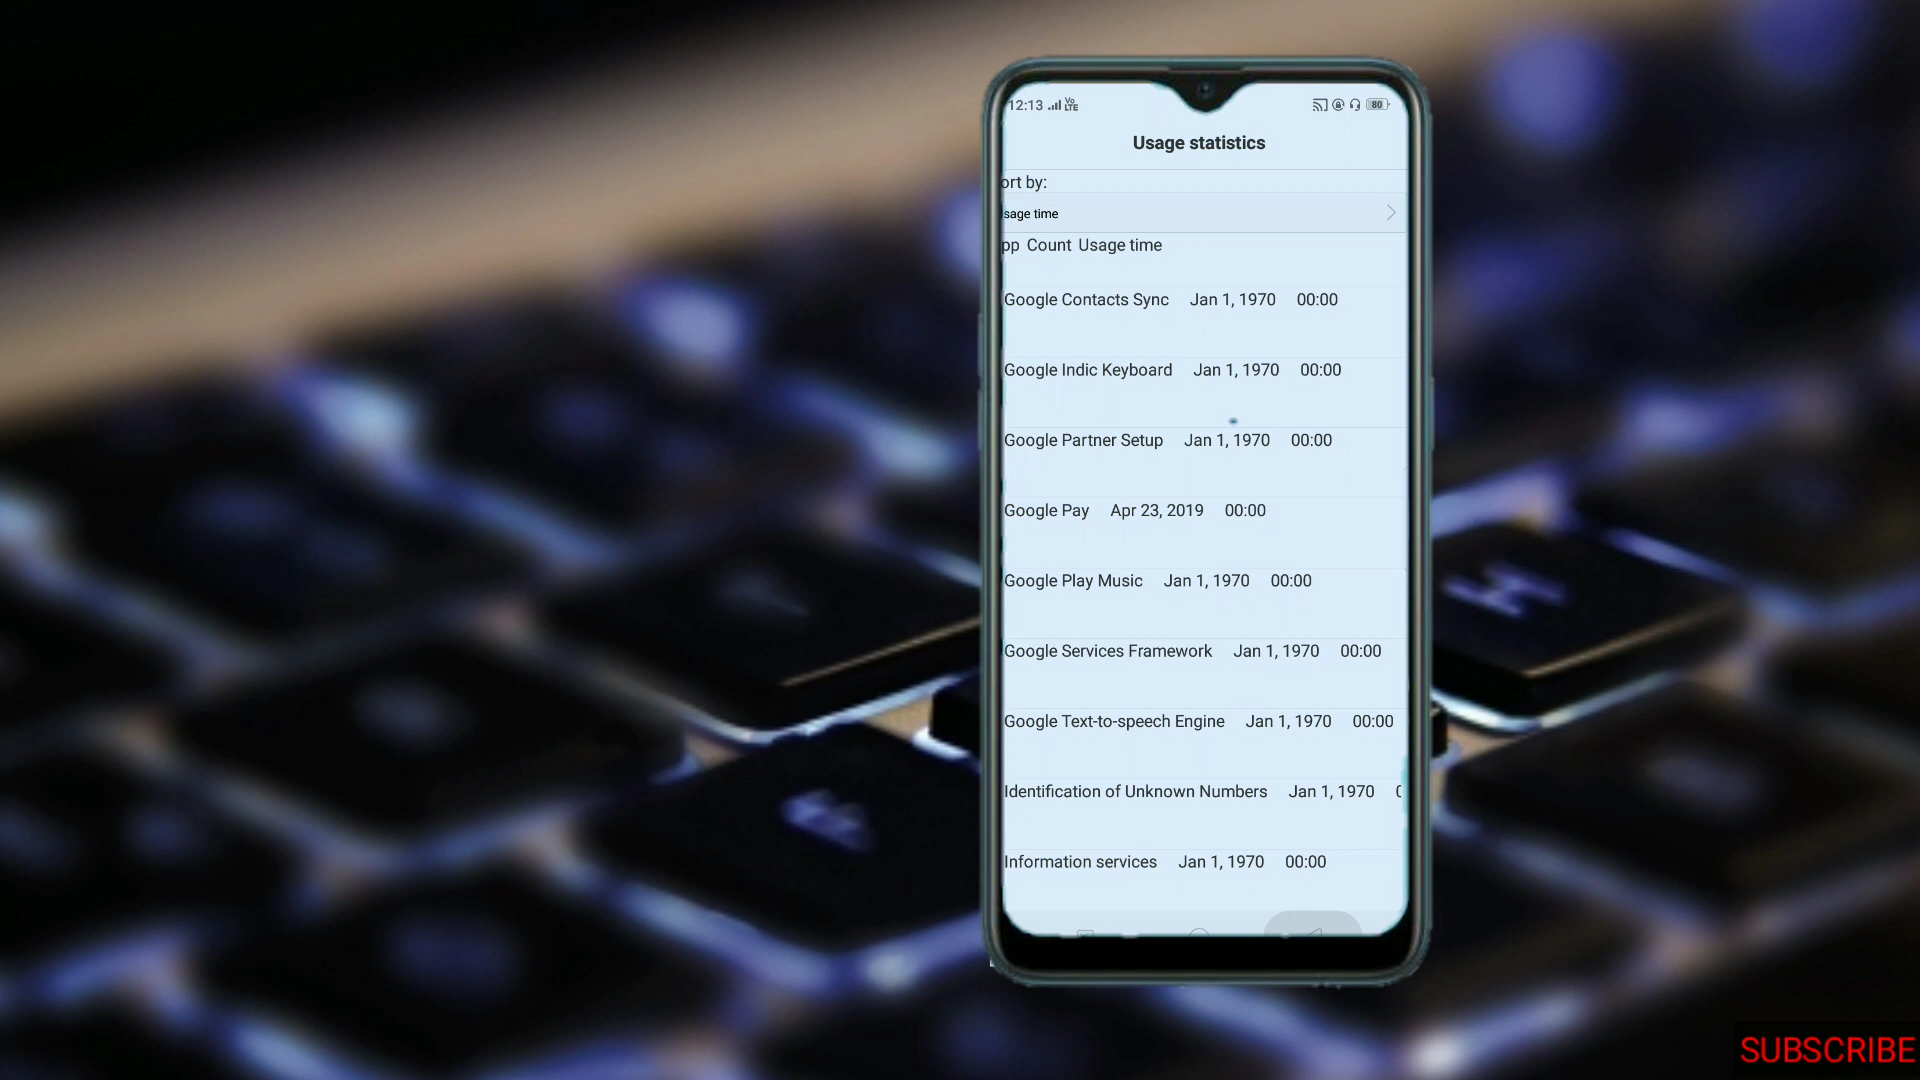 12:13 Vo LTE 80
Usage statistics
ort by:
sage time
pp Count Usage time
Google Contacts Sync Jan 1, 1970 00:00
Google Indic Keyboard Jan 1, 1970 00:00
Google Partner Setup Jan 1, 1970 00:00
Google Pay Apr 23, 2019 00:00
Google Play Music Jan 1, 1970 00:00
Google Services Framework Jan 1, 1970 00:00
Google Text-to-speech Engine Jan 1, 1970 00:00
Identification of Unknown Numbers Jan 1, 1970
Information services Jan 1, 1970 00:00
SUBSCRIBE